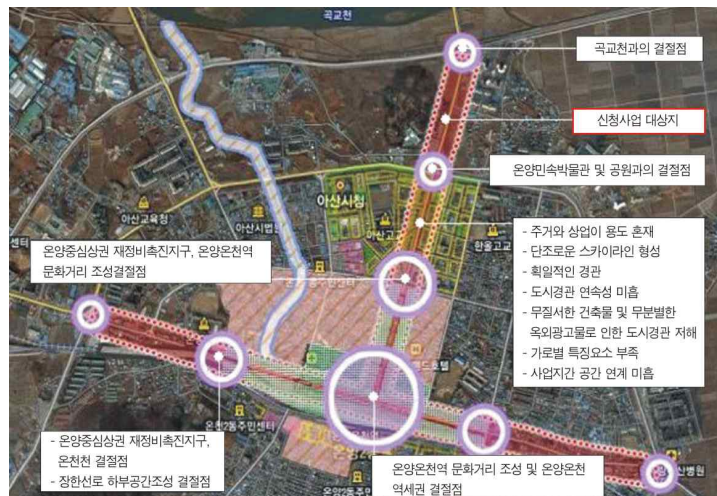 곡교천
곡교천과의 결절점
신청사업 대상지
온양민속박물관 및 공원과의 결절점
아산시청
아산교육청
아산시법원
아산고
한올고교
센터
온양중심상권 재정비촉진지구, 온양온천역
문화거리 조성결절점
- 주거와 상업이 용도 혼재
- 단조로운 스카이라인 형성
- 획일적인 경관
- 도시경관 연속성 미흡
- 무질서한 건축물 및 무분별한
옥외광고물로 인한 도시경관 저해
- 가로별 특징요소 부족
- 사업지간 공간 연계 미흡
온천2동주민센터
- 온양중심상권 재정비촉진지구,
온천천 결절점
- 장한선로 하부공간조성 결절점
온양온천역 문화거리 조성 및 온양온천
역세권 결절점